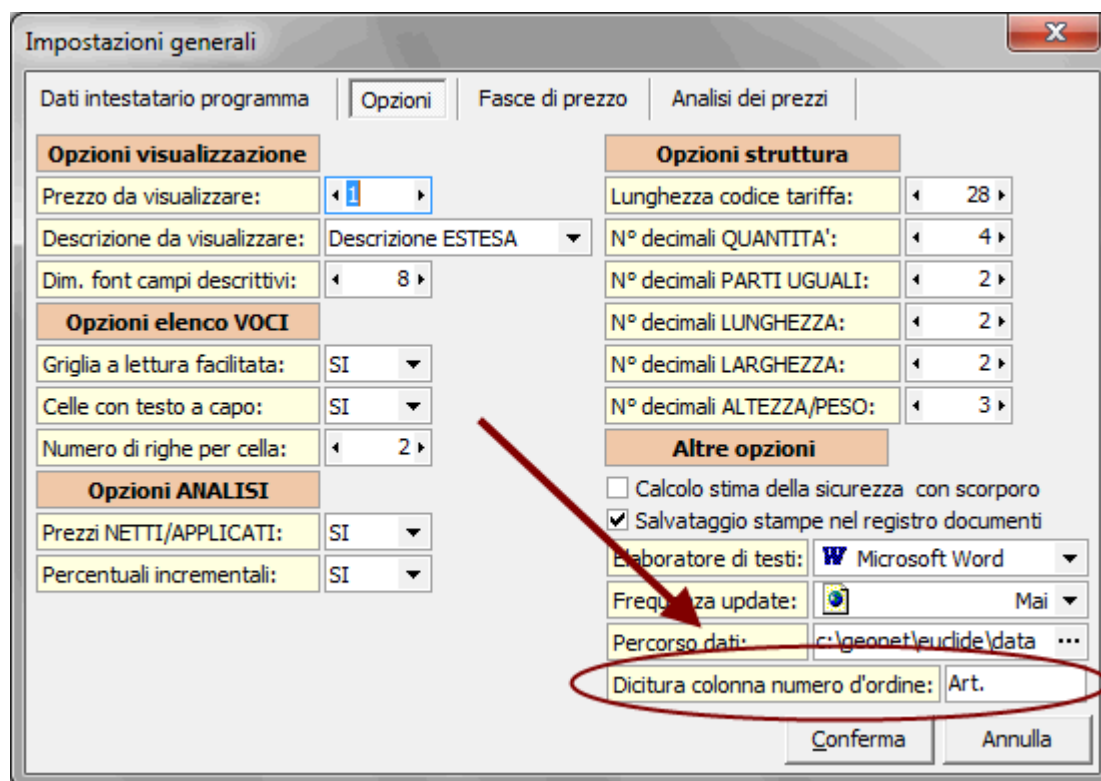 Impostazioni generali
Dati intestatario programma
Opzioni
Fasce di prezzo
Analisi dei prezzi
Opzioni visualizzazione
Prezzo da visualizzare: 1
Descrizione da visualizzare: Descrizione ESTESA
Dim. font campi descrittivi: 8
Opzioni elenco VOCI
Griglia a lettura facilitata: SI
Celle con testo a capo: SI
Numero di righe per cella: 2
Opzioni ANALISI
Prezzi NETTI/APPLICATI: SI
Percentuali incrementali: SI
Opzioni struttura
Lunghezza codice tariffa: 28
N° decimali QUANTITA': 4
N° decimali PARTI UGUALI: 2
N° decimali LUNGHEZZA: 2
N° decimali LARGHEZZA: 2
N° decimali ALTEZZA/PESO: 3
Altre opzioni
Calcolo stima della sicurezza con scorporo
Salvataggio stampe nel registro documenti
Elaboratore di testi: Microsoft Word
Frequenza update: Mai
Percorso dati: c:\geonet\euclide\data ...
Dicitura colonna numero d'ordine: Art.
Conferma
Annulla